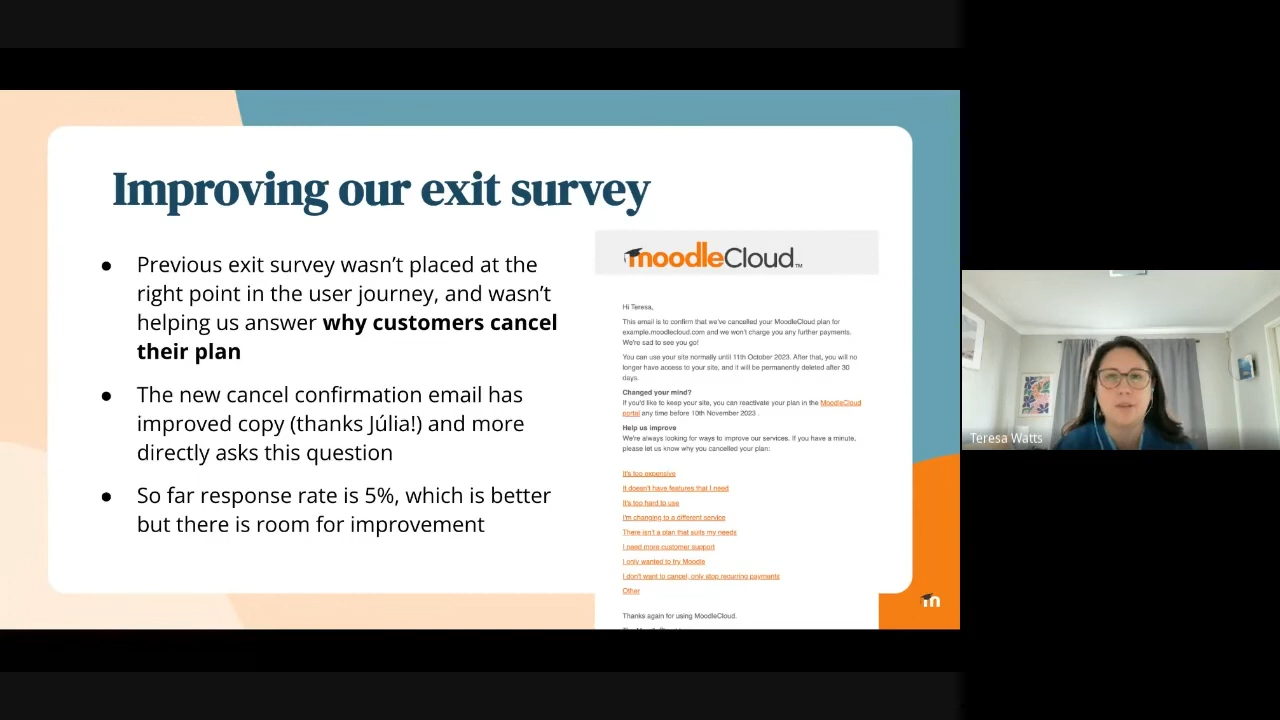 Improving our exit survey
● Previous exit survey wasn't placed at the
right point in the user journey, and wasn't
helping us answer why customers cancel
their plan
● The new cancel confirmation email has
improved copy (thanks Júlia!) and more
directly asks this question
● So far response rate is 5%, which is better
but there is room for improvement
moodleCloud™
Hi Teresa,
This email is to confirm that we've cancelled your MoodleCloud plan for
example.moodlecloud.com and we won't charge you any further payments.
We're sad to see you go!
You can use your site normally until 11th October 2023. After that, you will no
longer have access to your site, and it will be permanently deleted after 30
days.
Changed your mind?
If you'd like to keep your site, you can reactivate your plan in the MoodleCloud
portal any time before 10th November 2023 .
Help us improve
We're always looking for ways to improve our services. If you have a minute,
please let us know why you cancelled your plan:
It's too expensive
It doesn't have features that I need
It's too hard to use
I'm changing to a different service
There isn't a plan that suits my needs
I need more customer support
I only wanted to try Moodle
I don't want to cancel, only stop recurring payments
Other
Thanks again for using MoodleCloud.
m
Teresa Watts